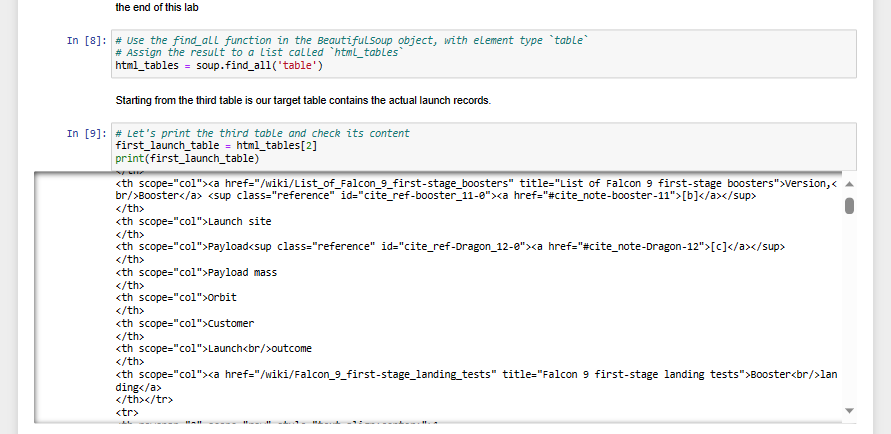 the end of this lab
In [8]: # Use the find_all function in the BeautifulSoup object, with element type `table`
# Assign the result to a list called `html_tables`
html_tables = soup.find_all('table')
Starting from the third table is our target table contains the actual launch records.
In [9]: # Let's print the third table and check its content
first_launch_table = html_tables[2]
print(first_launch_table)
<th scope="col"><a href="/wiki/List_of_Falcon_9_first-stage_boosters" title="List of Falcon 9 first-stage boosters">Version,<
br/>Booster</a> <sup class="reference" id="cite_ref-booster_11-0"><a href="#cite_note-booster-11">[b]</a></sup>
</th>
<th scope="col">Launch site
</th>
<th scope="col">Payload<sup class="reference" id="cite_ref-Dragon_12-0"><a href="#cite_note-Dragon-12">[c]</a></sup>
</th>
<th scope="col">Payload mass
</th>
<th scope="col">Orbit
</th>
<th scope="col">Customer
</th>
<th scope="col">Launch<br/>outcome
</th>
<th scope="col"><a href="/wiki/Falcon_9_first-stage_landing_tests" title="Falcon 9 first-stage landing tests">Booster<br/>lan
ding</a>
</th></tr>
<tr>